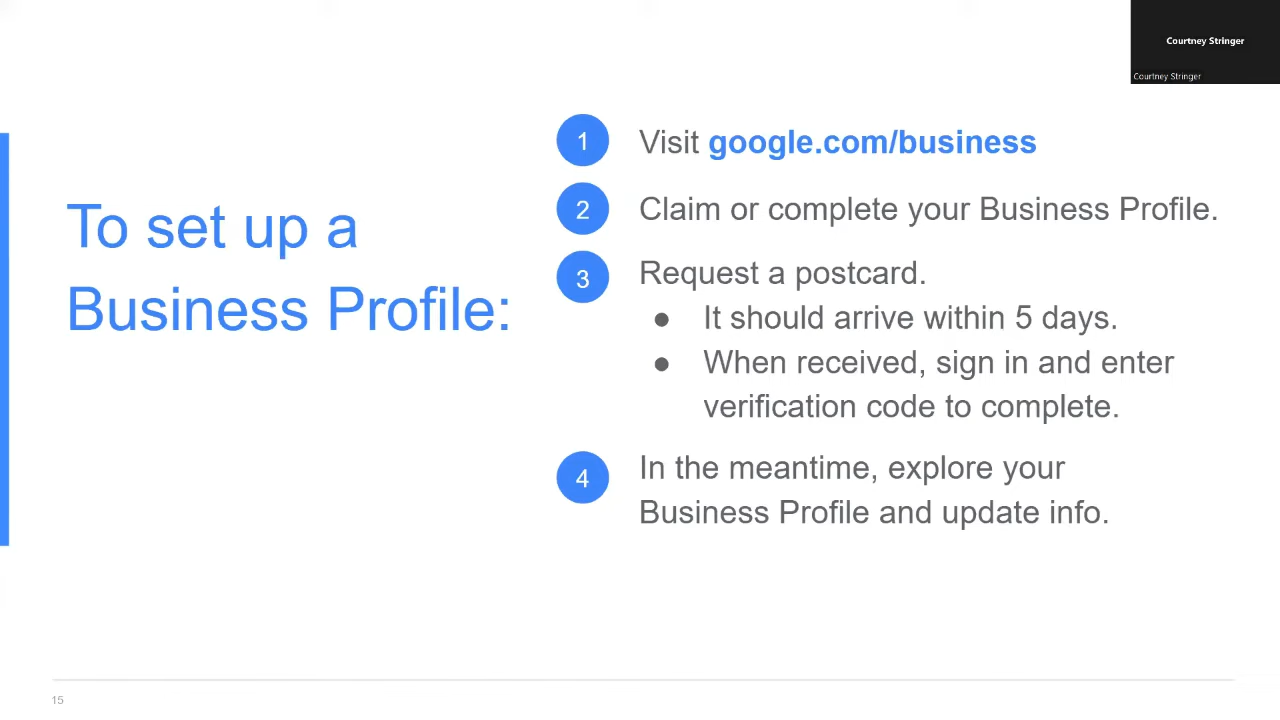 Courtney Stringer
Courtney Stringer
To set up a
Business Profile:
1 Visit google.com/business
2 Claim or complete your Business Profile.
3 Request a postcard.
● It should arrive within 5 days.
● When received, sign in and enter
verification code to complete.
4 In the meantime, explore your
Business Profile and update info.
15